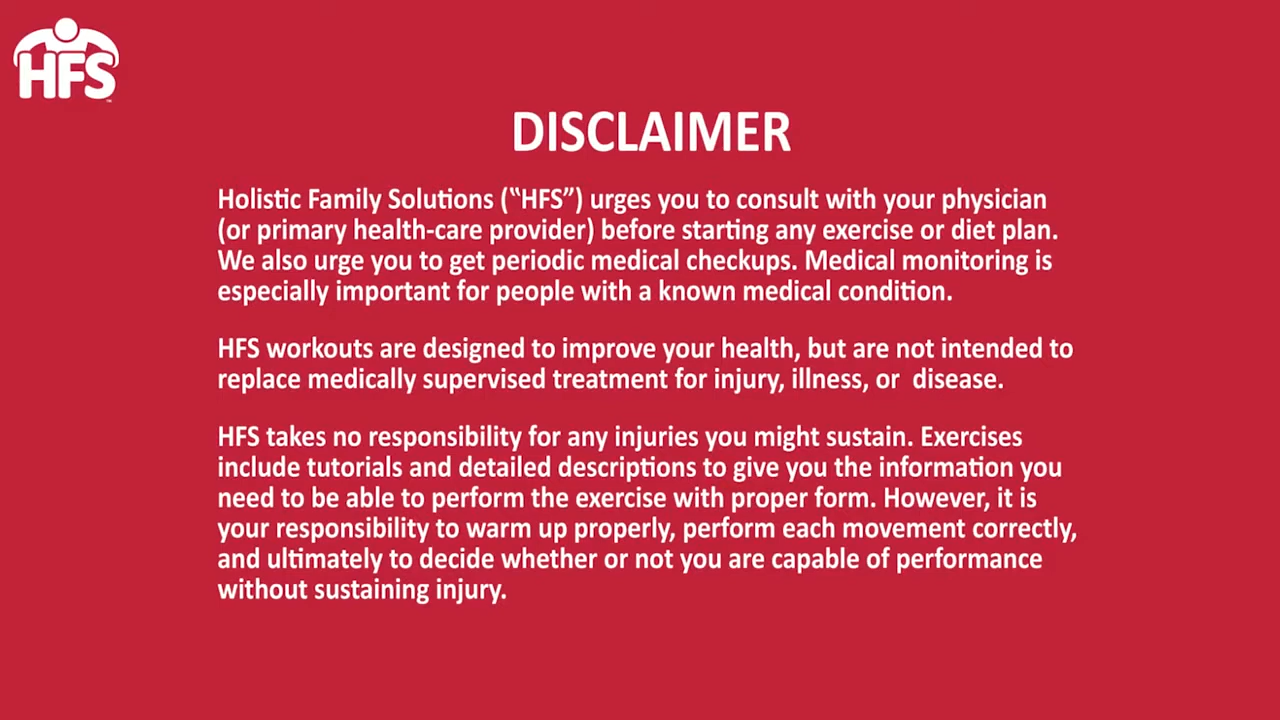 HFS
DISCLAIMER
Holistic Family Solutions (“HFS”) urges you to consult with your physician
(or primary health-care provider) before starting any exercise or diet plan.
We also urge you to get periodic medical checkups. Medical monitoring is
especially important for people with a known medical condition.
HFS workouts are designed to improve your health, but are not intended to
replace medically supervised treatment for injury, illness, or  disease.
HFS takes no responsibility for any injuries you might sustain. Exercises
include tutorials and detailed descriptions to give you the information you
need to be able to perform the exercise with proper form. However, it is
your responsibility to warm up properly, perform each movement correctly,
and ultimately to decide whether or not you are capable of performance
without sustaining injury.